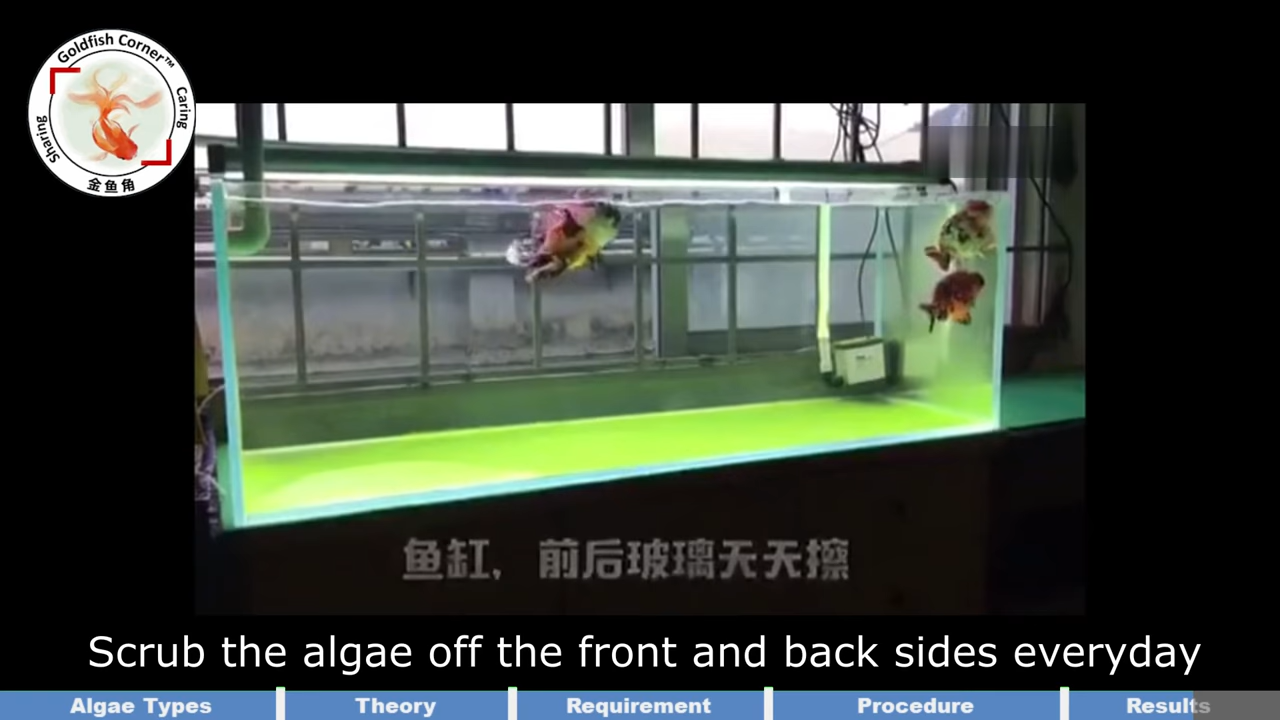 Goldfish Corner™
Caring
Sharing
金鱼角
鱼缸，前后玻璃天天擦
Scrub the algae off the front and back sides everyday
Algae Types
Theory
Requirement
Procedure
Results